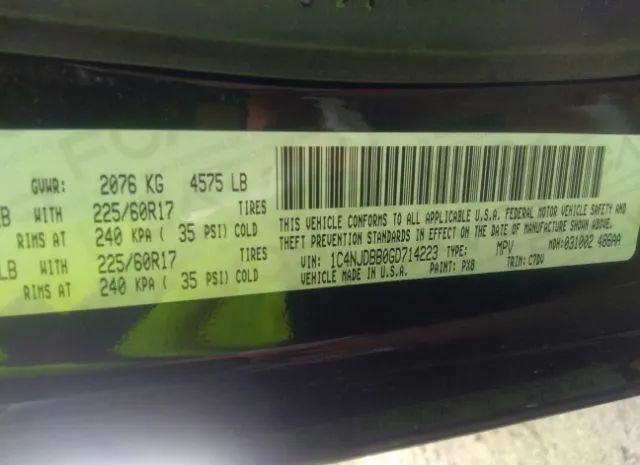 GVWR: 2076 KG 4575 LB
LB WITH 225/60R17 TIRES
RIMS AT 240 KPA ( 35 PSI) COLD
LB WITH 225/60R17 TIRES
RIMS AT 240 KPA ( 35 PSI) COLD
THIS VEHICLE CONFORMS TO ALL APPLICABLE U.S.A. FEDERAL MOTOR VEHICLE SAFETY AND
THEFT PREVENTION STANDARDS IN EFFECT ON THE DATE OF MANUFACTURE SHOWN ABOVE.
VIN: 1C4NJDBB0GD714223 TYPE: MPV MDH: 031002 486AA
VEHICLE MADE IN U.S.A. PAINT: PX8 TRIM: C7DV